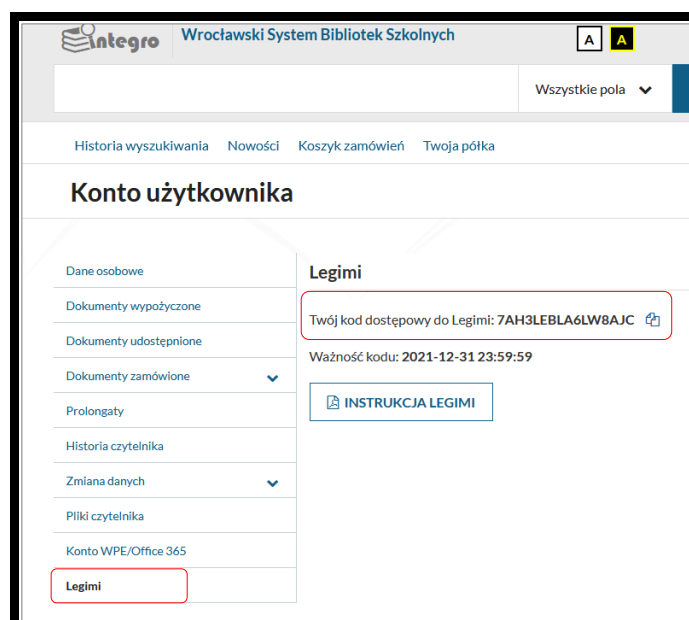 integro
Wrocławski System Bibliotek Szkolnych
A A
Wszystkie pola
Historia wyszukiwania Nowości Koszyk zamówień Twoja półka
Konto użytkownika
Dane osobowe
Dokumenty wypożyczone
Dokumenty udostępnione
Dokumenty zamówione
Prolongaty
Historia czytelnika
Zmiana danych
Pliki czytelnika
Konto WPE/Office 365
Legimi
Legimi
Twój kod dostępowy do Legimi: 7AH3LEBLA6LW8AJC
Ważność kodu: 2021-12-31 23:59:59
INSTRUKCJA LEGIMI